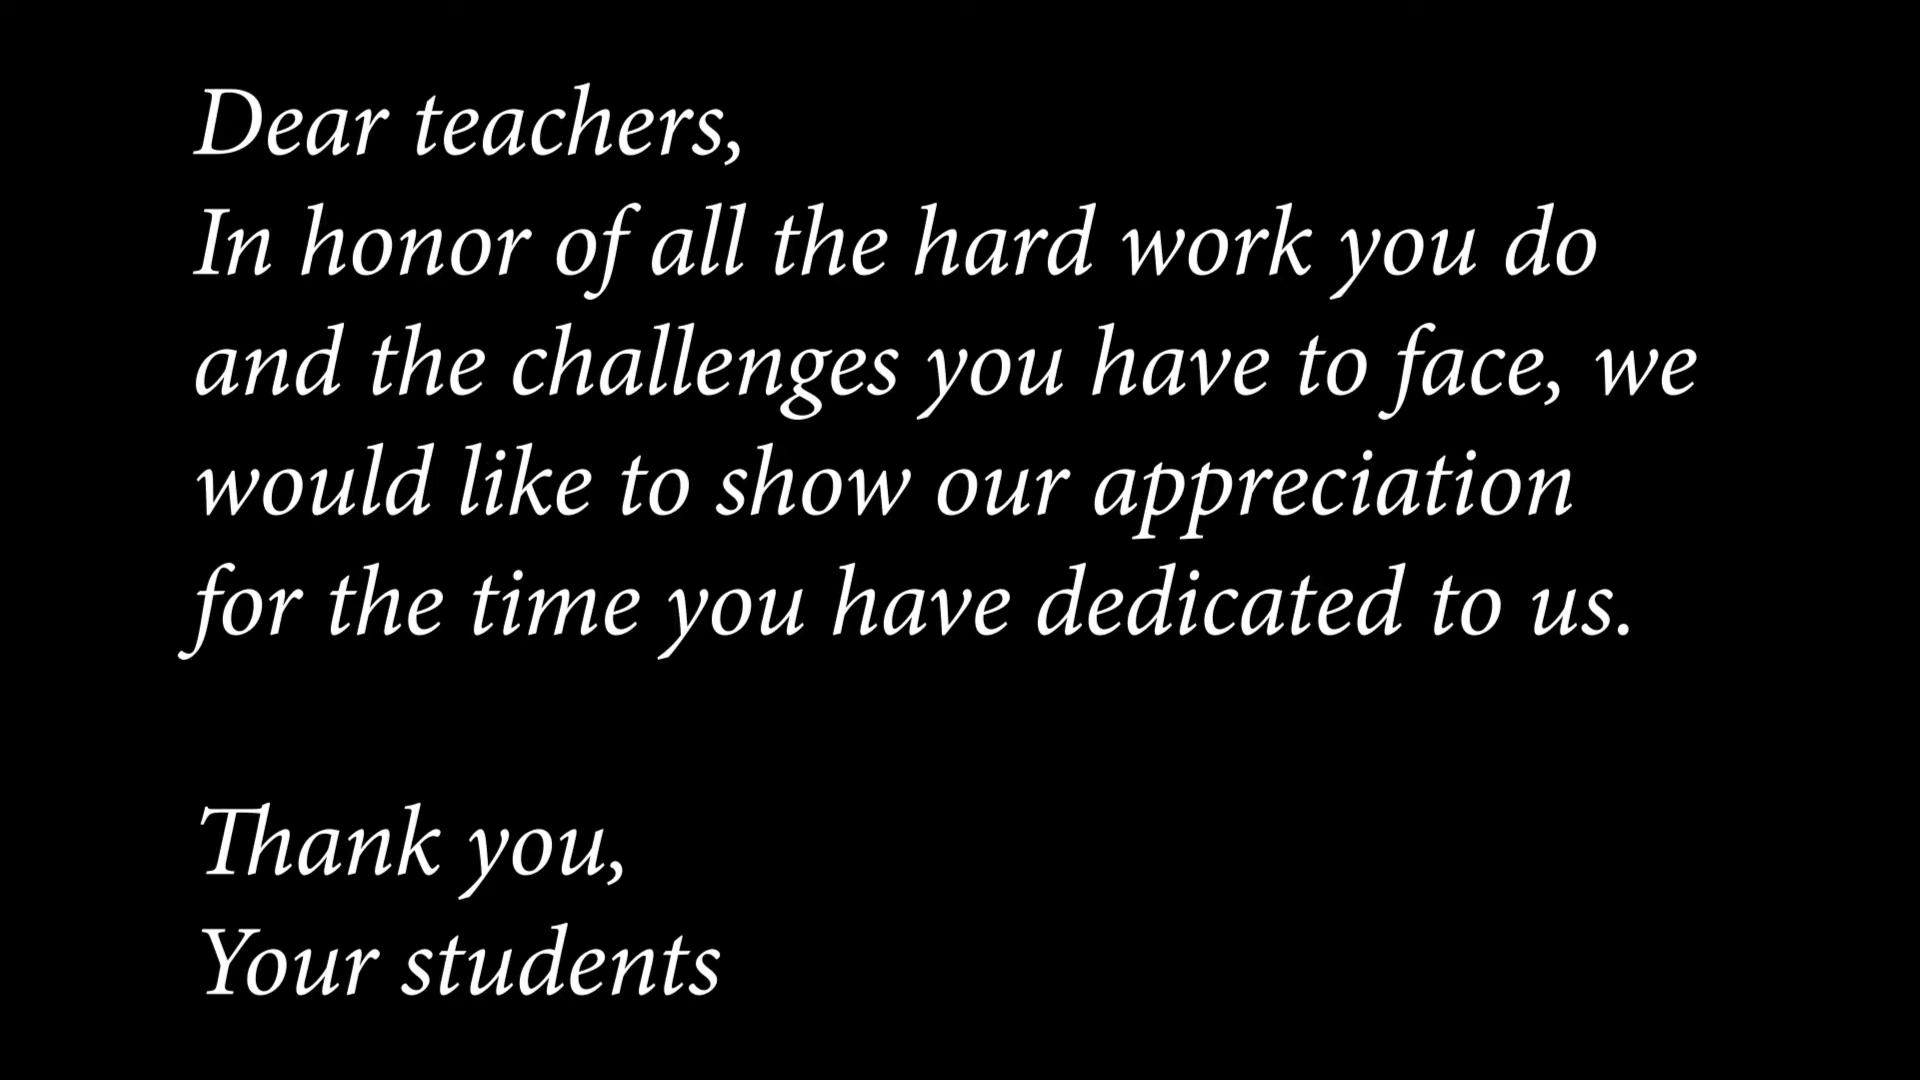 Dear teachers,
In honor of all the hard work you do
and the challenges you have to face, we
would like to show our appreciation
for the time you have dedicated to us.
Thank you,
Your students